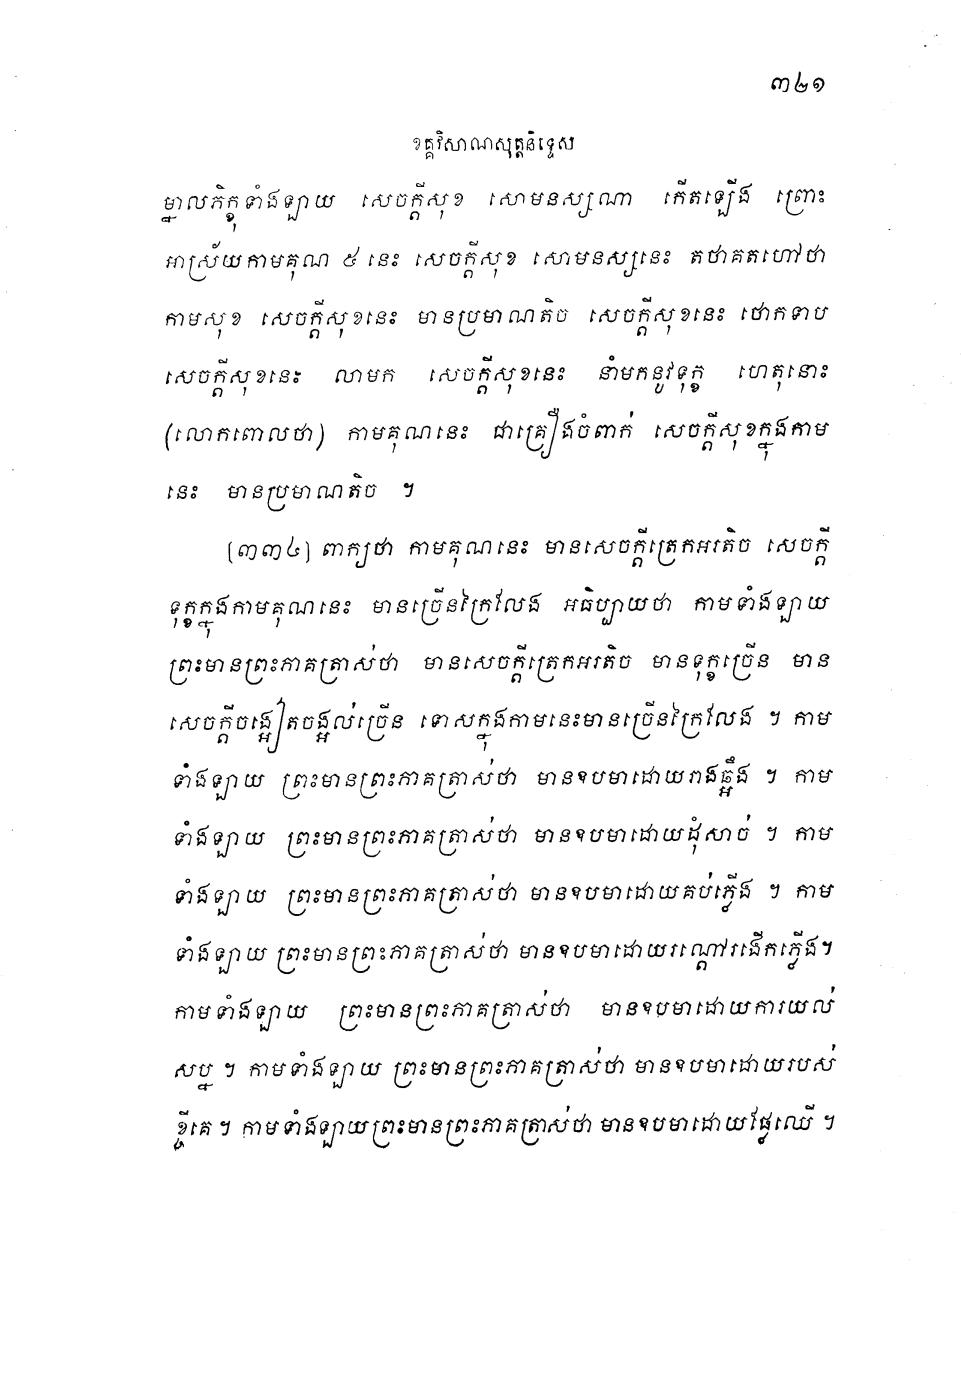 ៣៤១
ខគ្គវិសាណសុត្តនិទ្ទេស
ម្នាលភិក្ខុទាំងឡាយ សេចក្តីសុខ សោមនស្សណា កើតឡើង ព្រោះ
អាស្រ័យកាមគុណ ៥ នេះ សេចក្តីសុខ សោមនស្សនេះ តថាគតហៅថា
កាមសុខ សេចក្តីសុខនេះ មានប្រមាណតិច សេចក្តីសុខនេះ ថោកទាប
សេចក្តីសុខនេះ លាមក សេចក្តីសុខនេះ នាំមកនូវទុក្ខ ហេតុនោះ
(លោកពោលថា) កាមគុណនេះ ជាគ្រឿងចំពាក់ សេចក្តីសុខក្នុងកាម
នេះ មានប្រមាណតិច ។
[៣៣៤] ពាក្យថា កាមគុណនេះ មានសេចក្តីត្រេកអរតិច សេចក្តី
ទុក្ខក្នុងកាមគុណនេះ មានច្រើនក្រៃលែង អធិប្បាយថា កាមទាំងឡាយ
ព្រះមានព្រះភាគត្រាស់ថា មានសេចក្តីត្រេកអរតិច មានទុក្ខច្រើន មាន
សេចក្តីចង្អៀតចង្អល់ច្រើន ទោសក្នុងកាមនេះមានច្រើនក្រៃលែង ។ កាម
ទាំងឡាយ ព្រះមានព្រះភាគត្រាស់ថា មានឧបមាដោយរាងឆ្អឹង ។ កាម
ទាំងឡាយ ព្រះមានព្រះភាគត្រាស់ថា មានឧបមាដោយដុំសាច់ ។ កាម
ទាំងឡាយ ព្រះមានព្រះភាគត្រាស់ថា មានឧបមាដោយគប់ភ្លើង ។ កាម
ទាំងឡាយ ព្រះមានព្រះភាគត្រាស់ថា មានឧបមាដោយរណ្តៅរងើកភ្លើង។
កាមទាំងឡាយ ព្រះមានព្រះភាគត្រាស់ថា មានឧបមាដោយការយល់
សប្ន ។ កាមទាំងឡាយ ព្រះមានព្រះភាគត្រាស់ថា មានឧបមាដោយរបស់
ខ្ចីគេ ។ កាមទាំងឡាយព្រះមានព្រះភាគត្រាស់ថា មានឧបមាដោយផ្លែឈើ ។